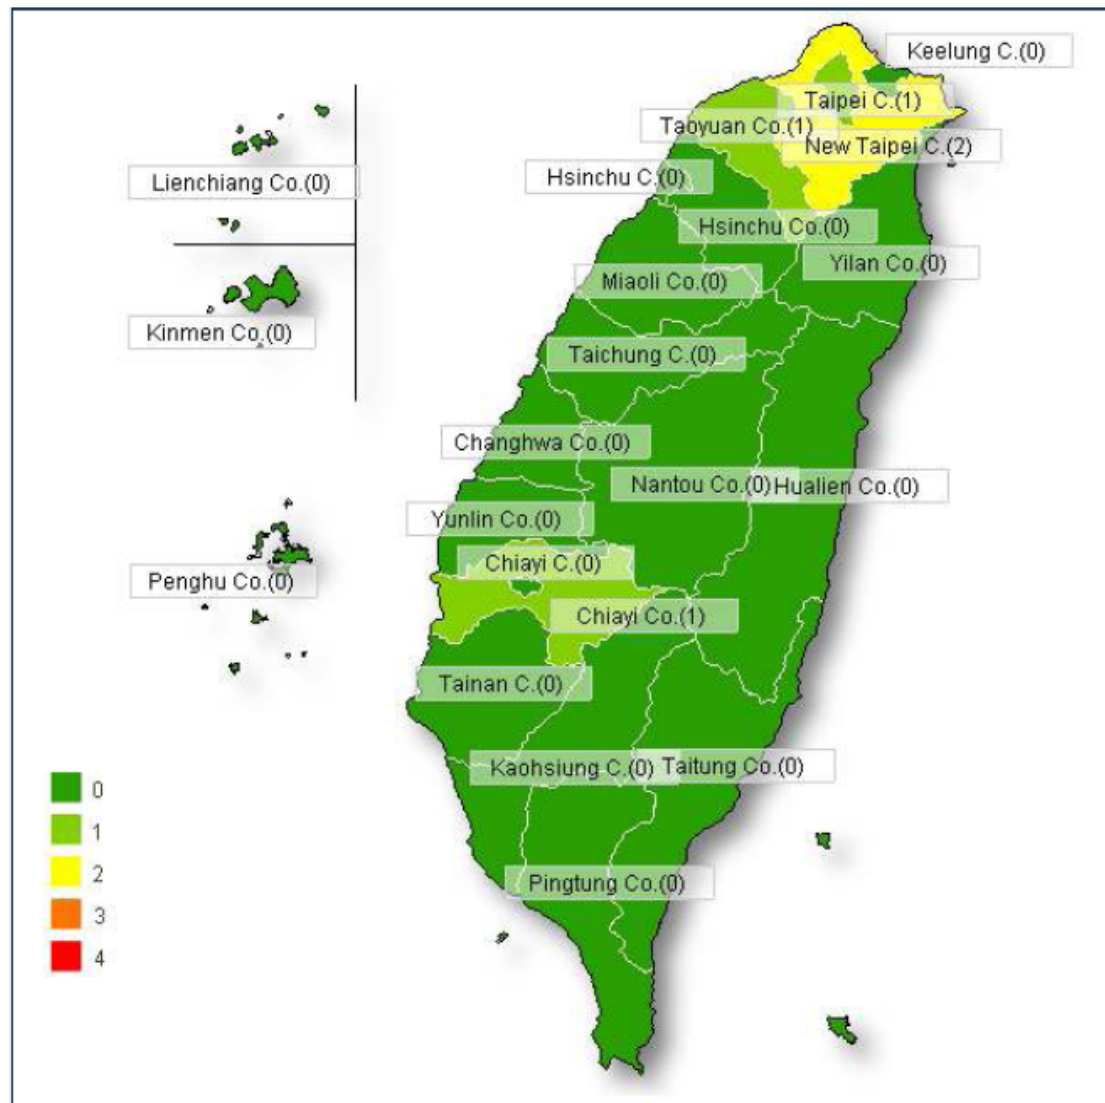 Keelung C.(0)
Taipei C.(1)
Taoyuan Co.(1)
New Taipei C.(2)
Hsinchu C.(0)
Lienchiang Co.(0)
Hsinchu Co.(0)
Yilan Co.(0)
Miaoli Co.(0)
Kinmen Co.(0)
Taichung C.(0)
Changhwa Co.(0)
Nantou Co.(0)
Hualien Co.(0)
Yunlin Co.(0)
Chiayi C.(0)
Penghu Co.(0)
Chiayi Co.(1)
Tainan C.(0)
Kaohsiung C.(0)
Taitung Co.(0)
Pingtung Co.(0)
0
1
2
3
4